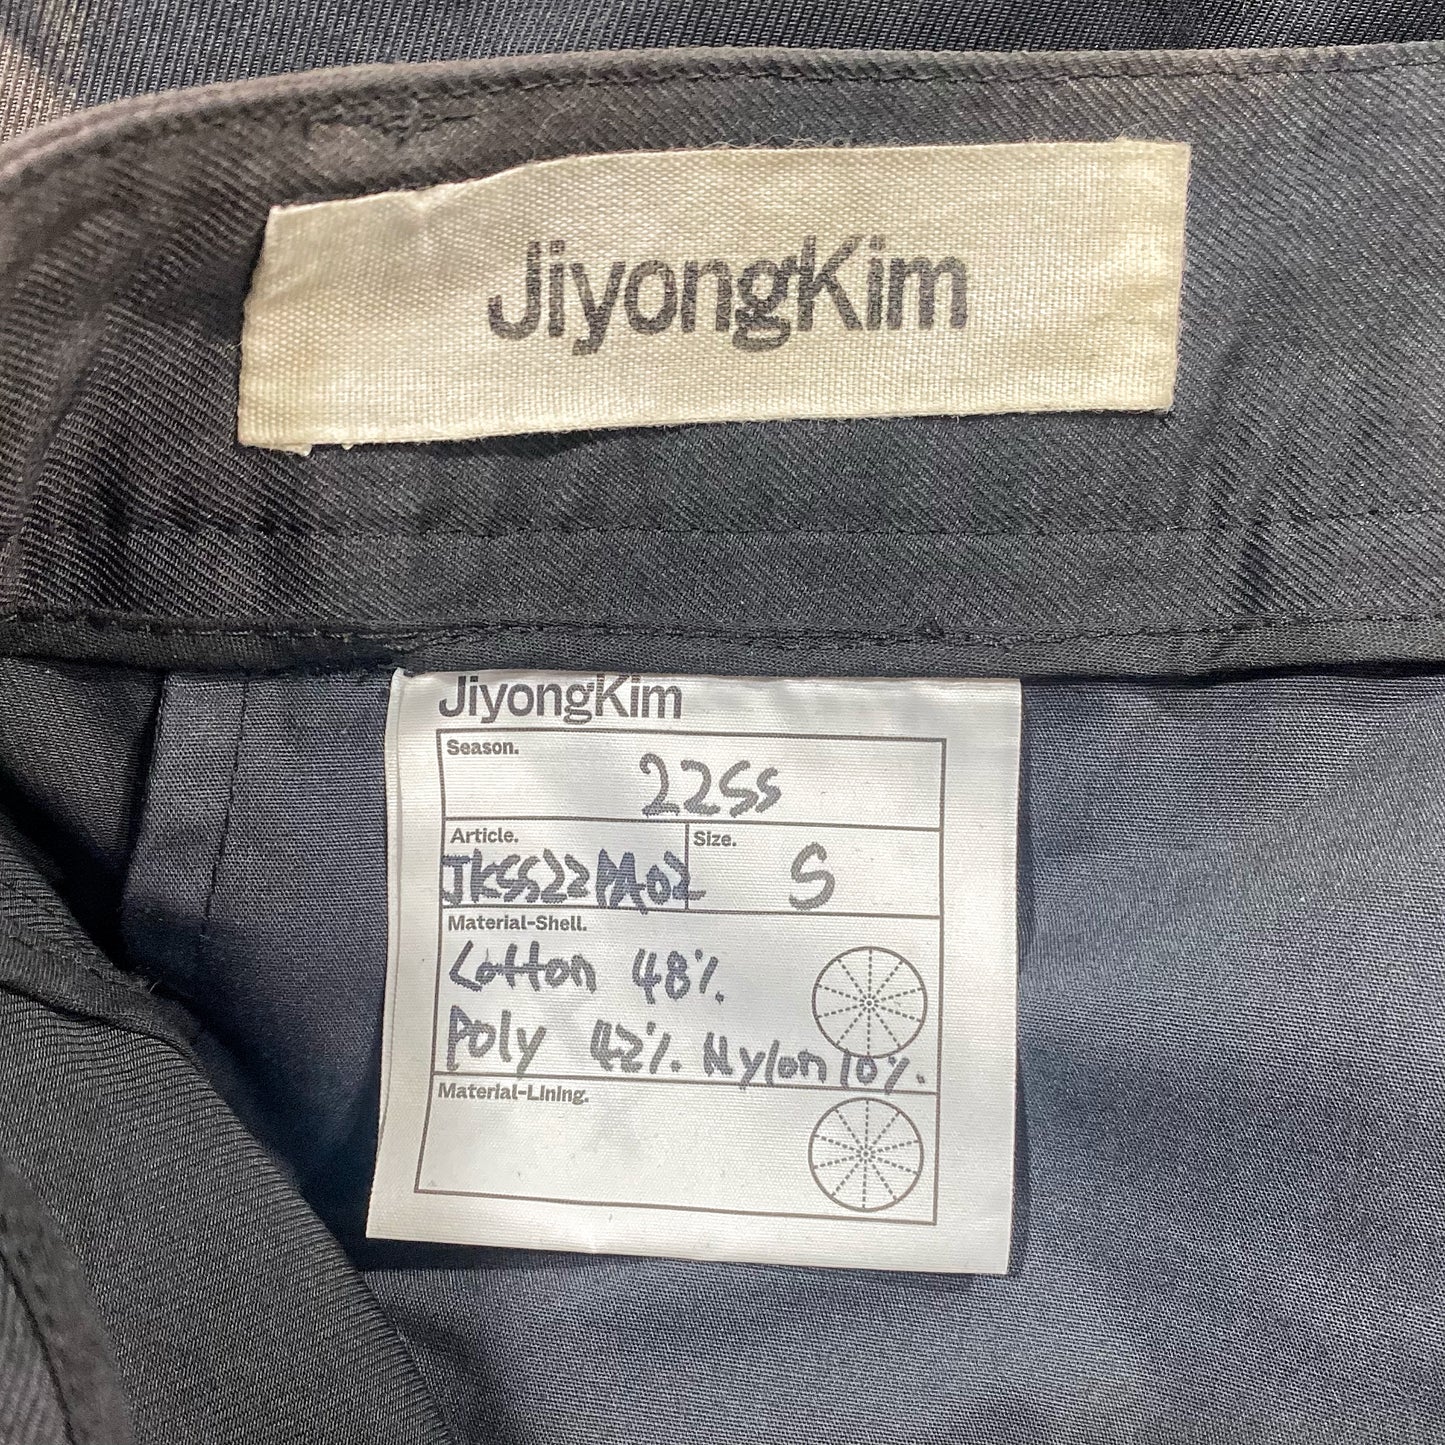 JiyongKim
JiyongKim
Season.
22SS
Article. Size.
JKSS22PA02 S
Material-Shell.
Cotton 48%.
Poly 42%. Nylon 10%.
Material-Lining.